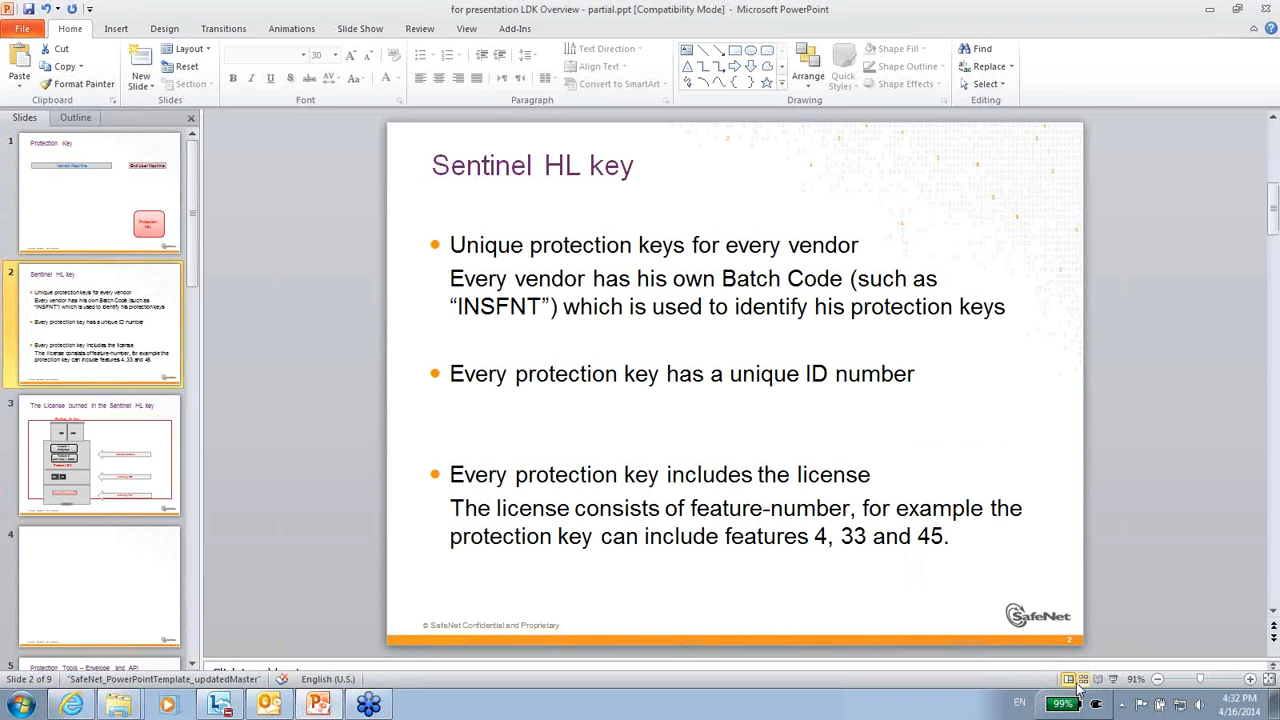 for presentation LDK Overview - partial.ppt [Compatibility Mode] - Microsoft PowerPoint
File Home Insert Design Transitions Animations Slide Show Review View Add-Ins
Paste
Cut
Copy
Format Painter
Clipboard
New Slide
Layout
Reset
Section
Slides
30
Font
Text Direction
Align Text
Convert to SmartArt
Paragraph
Arrange
Quick Styles
Shape Fill
Shape Outline
Shape Effects
Drawing
Find
Replace
Select
Editing
Slides Outline
1
Protection Key
Vendor Machine End User Machine
Protection Key
2
Sentinel HL key
Unique protection keys for every vendor
Every vendor has his own Batch Code (such as
“INSFNT”) which is used to identify his protection keys
Every protection key has a unique ID number
Every protection key includes the license
The license consists of feature-number, for example the
protection key can include features 4, 33 and 45.
3
The License burned in the Sentinel HL key
4
5
Protection Tools – Envelope and API
Sentinel HL key
Unique protection keys for every vendor
Every vendor has his own Batch Code (such as
“INSFNT”) which is used to identify his protection keys
Every protection key has a unique ID number
Every protection key includes the license
The license consists of feature-number, for example the
protection key can include features 4, 33 and 45.
© SafeNet Confidential and Proprietary
SafeNet
2
Slide 2 of 9 "SafeNet_PowerPointTemplate_updatedMaster" English (U.S.) 91%
EN 99% 4:32 PM
4/16/2014